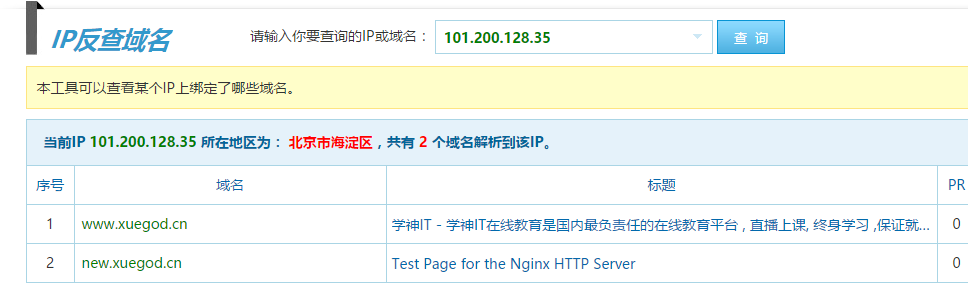 IP反查域名 请输入你要查询的IP或域名： 101.200.128.35 查 询
本工具可以查看某个IP上绑定了哪些域名。
当前IP 101.200.128.35 所在地区为： 北京市海淀区，共有 2 个域名解析到该IP。
序号 域名 标题 PR
1 www.xuegod.cn 学神IT - 学神IT在线教育是国内最负责任的在线教育平台 , 直播上课, 终身学习 ,保证就... 0
2 new.xuegod.cn Test Page for the Nginx HTTP Server 0